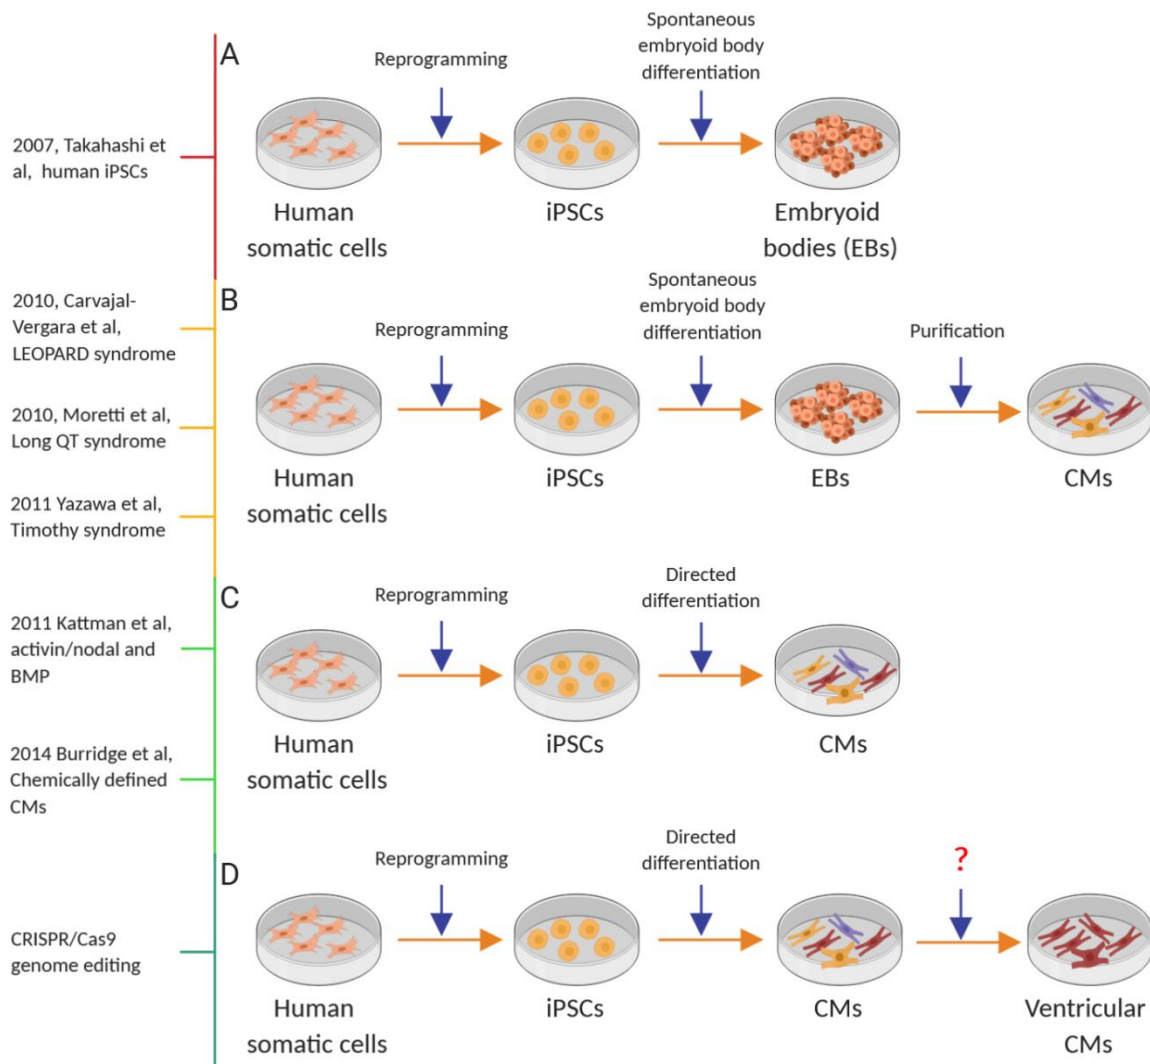 A
Reprogramming
Spontaneous
embryoid body
differentiation
2007, Takahashi et
al, human iPSCs
Human
somatic cells
iPSCs
Embryoid
bodies (EBs)
B
2010, Carvajal-
Vergara et al,
LEOPARD syndrome
2010, Moretti et al,
Long QT syndrome
2011 Yazawa et al,
Timothy syndrome
Reprogramming
Spontaneous
embryoid body
differentiation
Purification
Human
somatic cells
iPSCs
EBs
CMs
C
2011 Kattman et al,
activin/nodal and
BMP
2014 Burridge et al,
Chemically defined
CMs
Reprogramming
Directed
differentiation
Human
somatic cells
iPSCs
CMs
D
CRISPR/Cas9
genome editing
Reprogramming
Directed
differentiation
?
Human
somatic cells
iPSCs
CMs
Ventricular
CMs